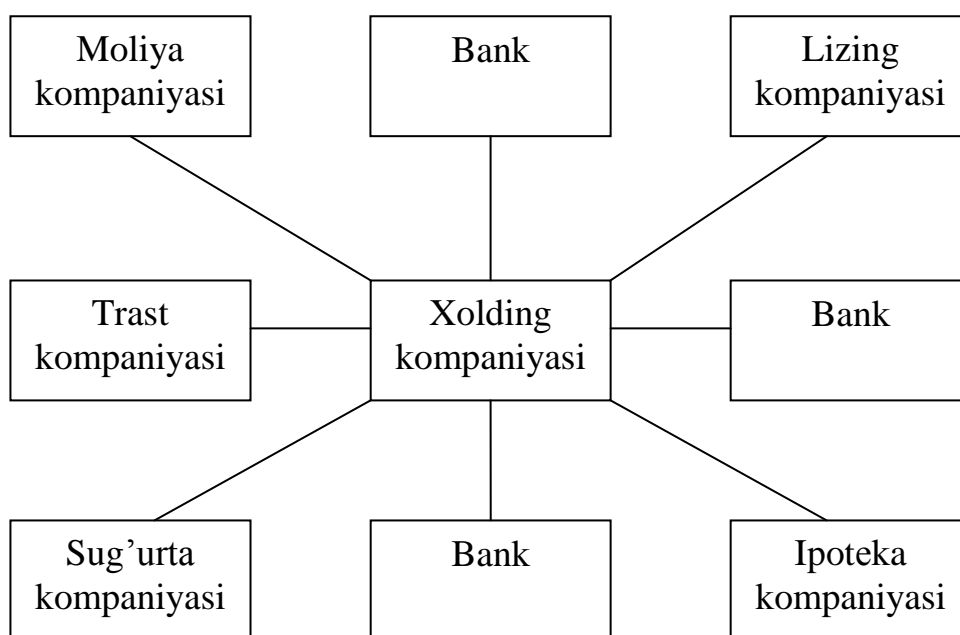 Moliya
kompaniyasi
Bank
Lizing
kompaniyasi
Trast
kompaniyasi
Xolding
kompaniyasi
Bank
Sug’urta
kompaniyasi
Bank
Ipoteka
kompaniyasi